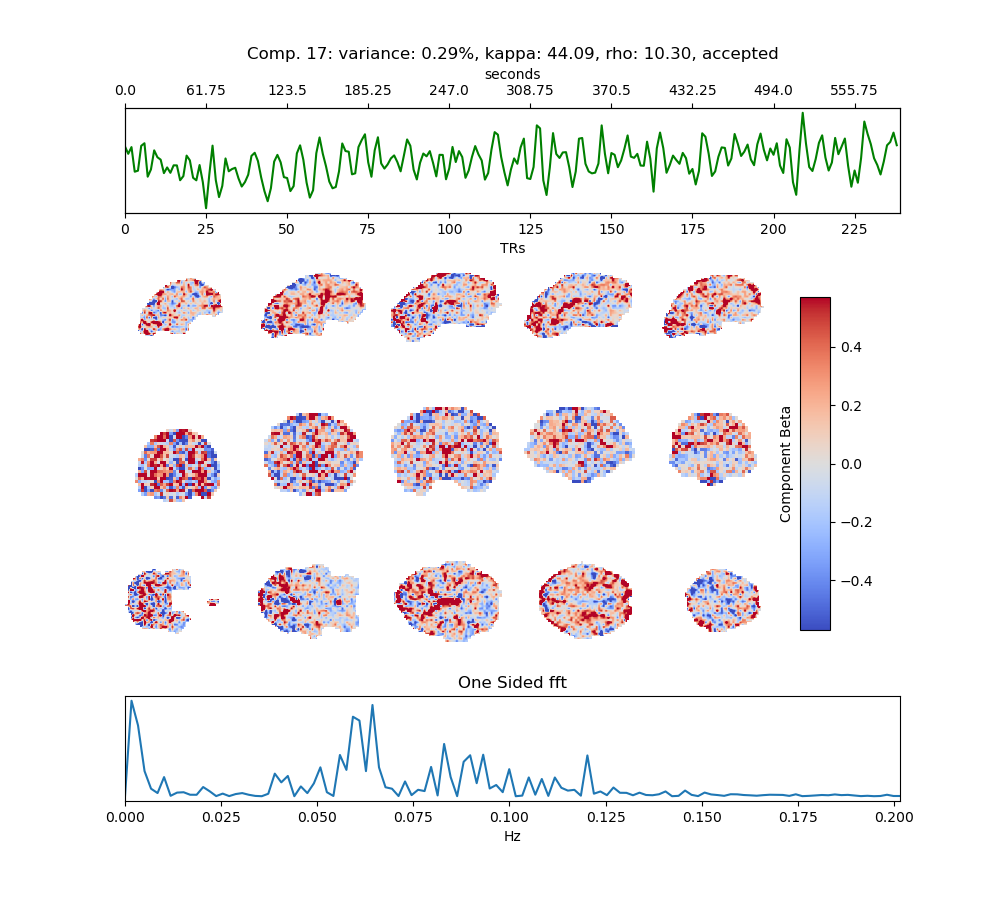 Comp. 17: variance: 0.29%, kappa: 44.09, rho: 10.30, accepted
seconds
0.0 61.75 123.5 185.25 247.0 308.75 370.5 432.25 494.0 555.75
0 25 50 75 100 125 150 175 200 225
TRs
0.4
0.2
0.0
−0.2
−0.4
Component Beta
One Sided fft
0.000 0.025 0.050 0.075 0.100 0.125 0.150 0.175 0.200
Hz